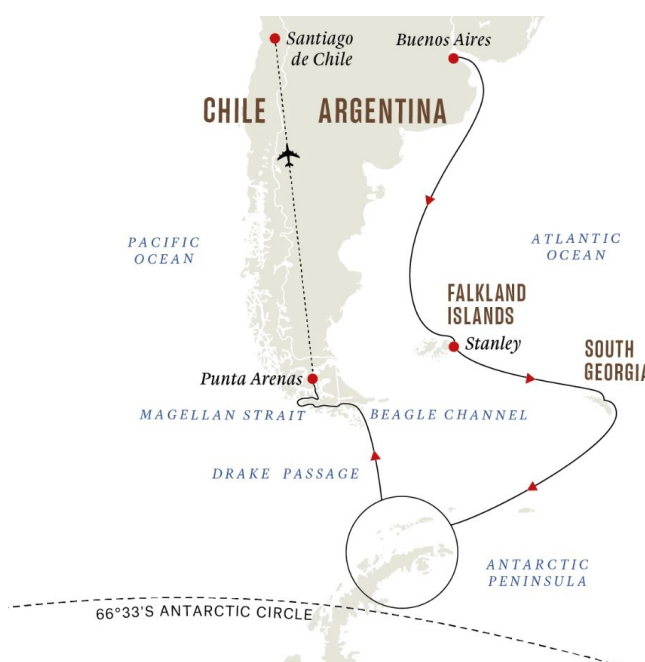 Santiago
de Chile
Buenos Aires
CHILE
ARGENTINA
PACIFIC
OCEAN
ATLANTIC
OCEAN
FALKLAND
ISLANDS
Stanley
SOUTH
GEORGIA
Punta Arenas
MAGELLAN STRAIT
BEAGLE CHANNEL
DRAKE PASSAGE
ANTARCTIC
PENINSULA
66°33'S ANTARCTIC CIRCLE